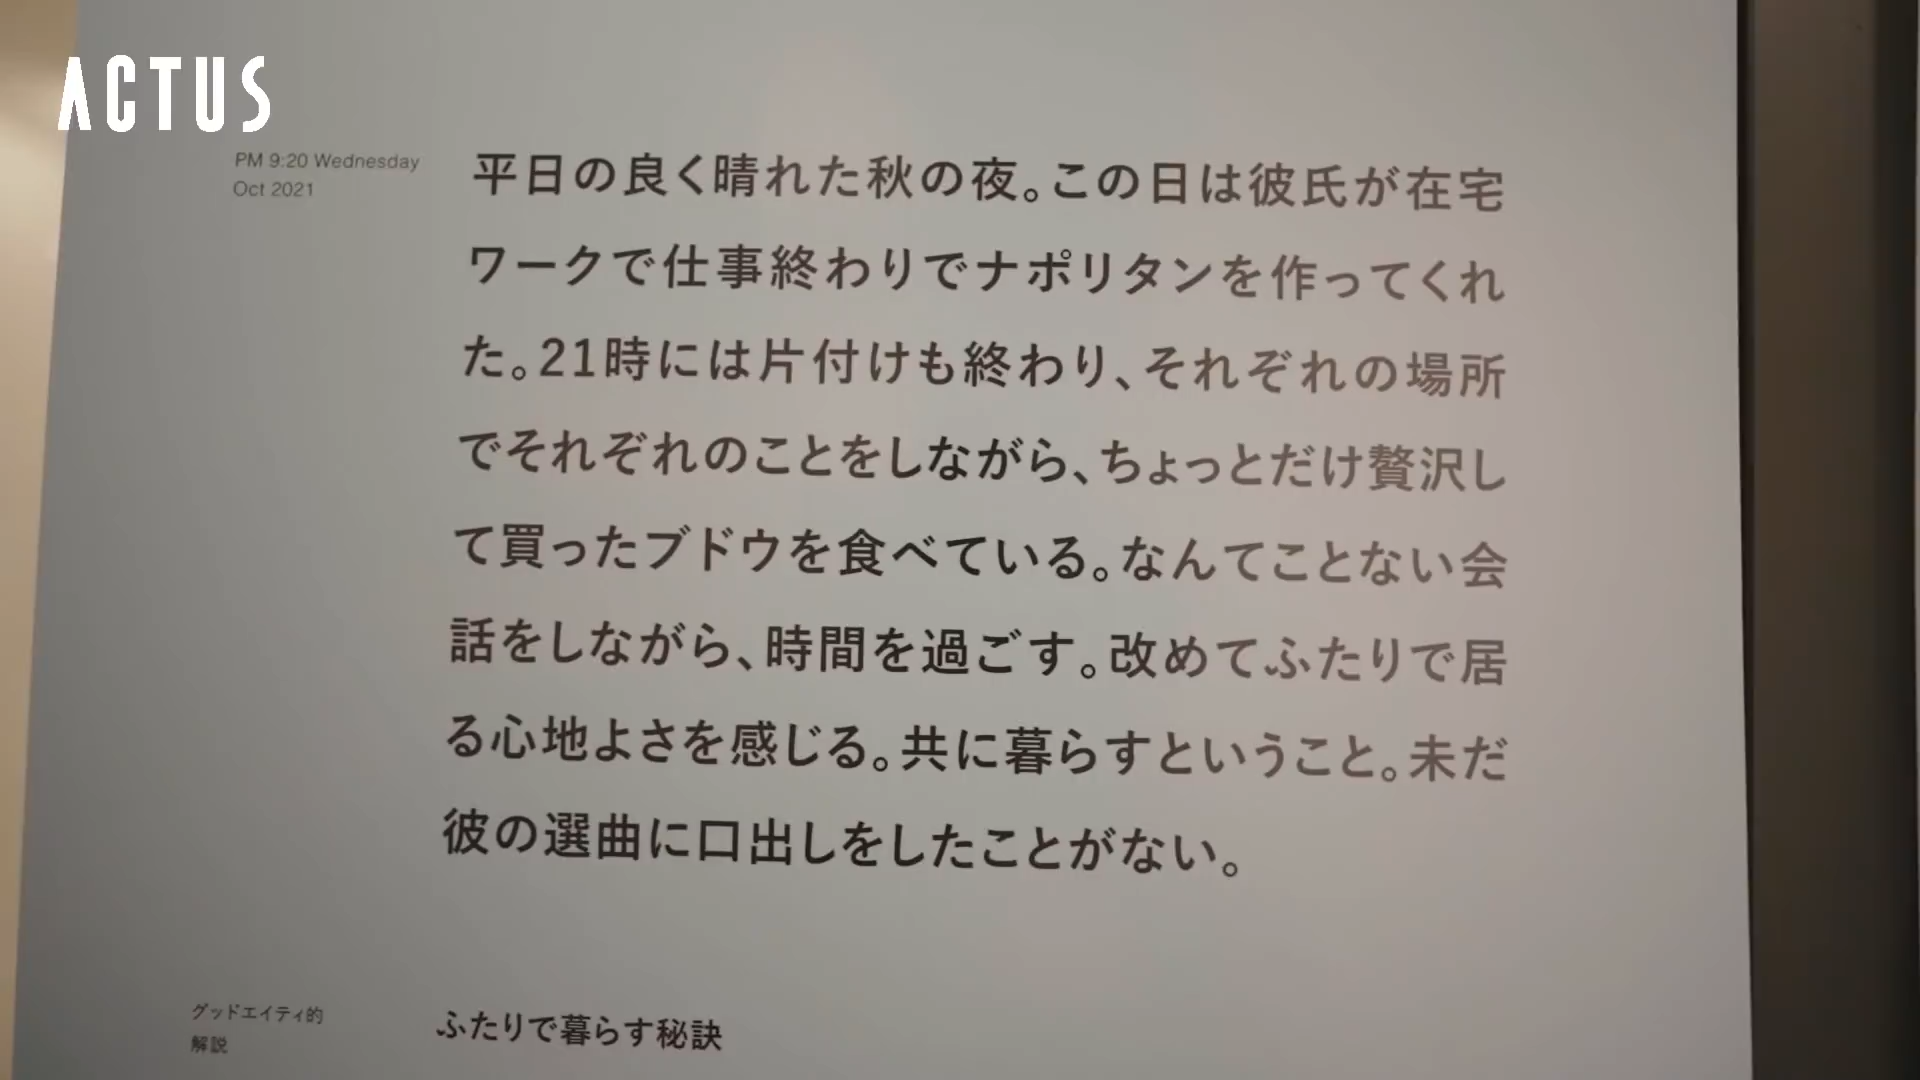 ACTUS
PM 9:20 Wednesday
Oct 2021
平日の良く晴れた秋の夜。この日は彼氏が在宅
ワークで仕事終わりでナポリタンを作ってくれ
た。21時には片付けも終わり、それぞれの場所
でそれぞれのことをしながら、ちょっとだけ贅沢し
て買ったブドウを食べている。なんてことない会
話をしながら、時間を過ごす。改めてふたりで居
る心地よさを感じる。共に暮らすということ。未だ
彼の選曲に口出しをしたことがない。
グッドエイティ的
解説
ふたりで暮らす秘訣